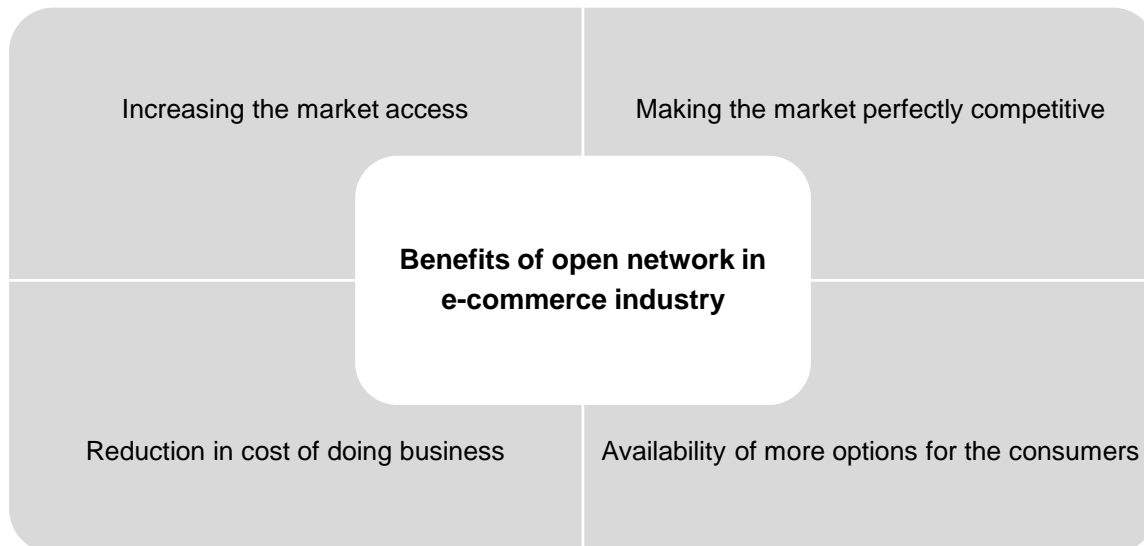 Increasing the market access
Making the market perfectly competitive
Benefits of open network in
e-commerce industry
Reduction in cost of doing business
Availability of more options for the consumers